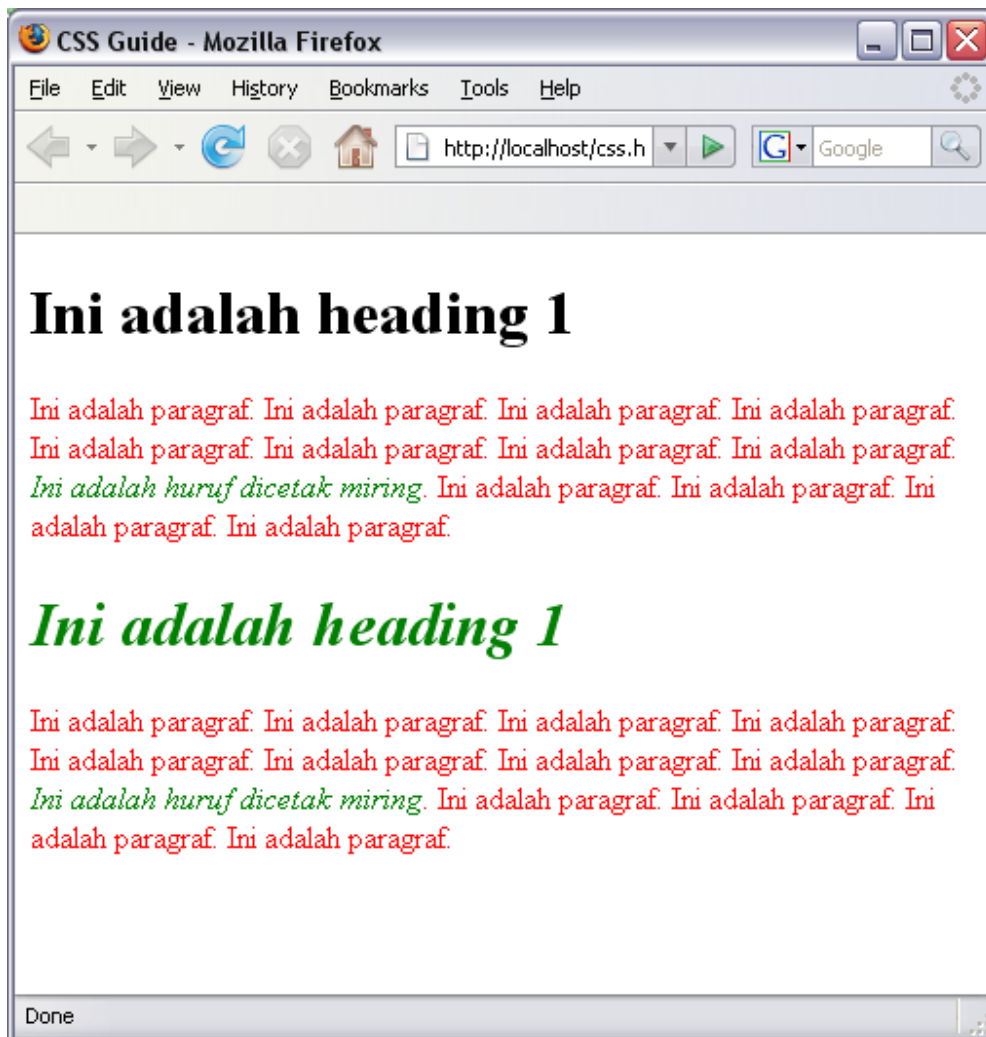 CSS Guide - Mozilla Firefox
File Edit View History Bookmarks Tools Help
http://localhost/css.h G Google
Ini adalah heading 1
Ini adalah paragraf. Ini adalah paragraf. Ini adalah paragraf. Ini adalah paragraf.
Ini adalah paragraf. Ini adalah paragraf. Ini adalah paragraf. Ini adalah paragraf.
Ini adalah huruf dicetak miring. Ini adalah paragraf. Ini adalah paragraf. Ini
adalah paragraf. Ini adalah paragraf.
Ini adalah heading 1
Ini adalah paragraf. Ini adalah paragraf. Ini adalah paragraf. Ini adalah paragraf.
Ini adalah paragraf. Ini adalah paragraf. Ini adalah paragraf. Ini adalah paragraf.
Ini adalah huruf dicetak miring. Ini adalah paragraf. Ini adalah paragraf. Ini
adalah paragraf. Ini adalah paragraf.
Done